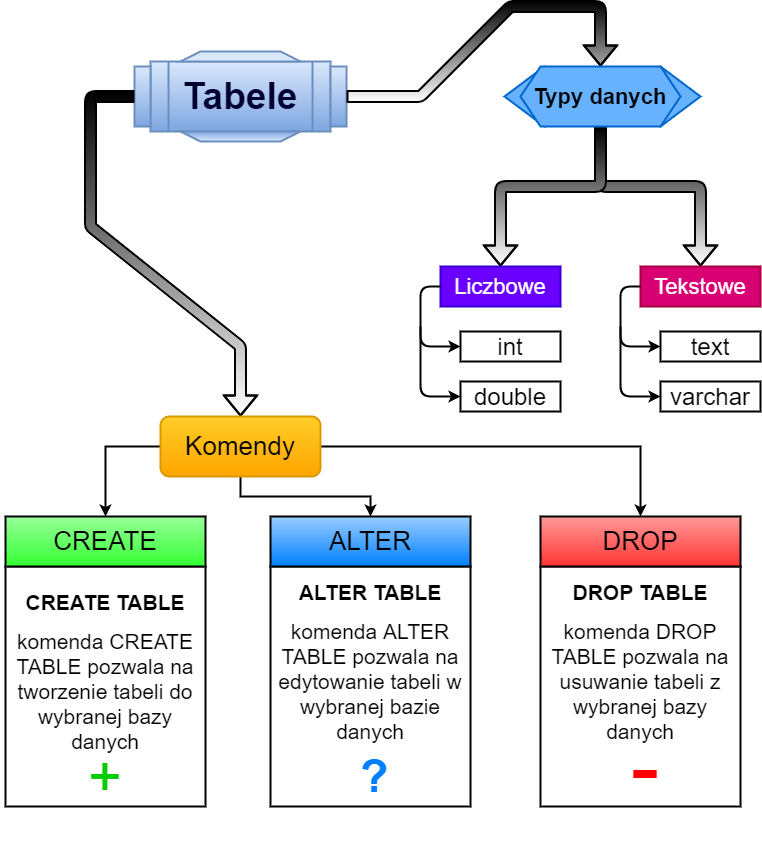 Tabele
Typy danych
Liczbowe
int
double
Tekstowe
text
varchar
Komendy
CREATE
CREATE TABLE
komenda CREATE
TABLE pozwala na
tworzenie tabeli do
wybranej bazy
danych
+
ALTER
ALTER TABLE
komenda ALTER
TABLE pozwala na
edytowanie tabeli w
wybranej bazie
danych
?
DROP
DROP TABLE
komenda DROP
TABLE pozwala na
usuwanie tabeli z
wybranej bazy
danych
-